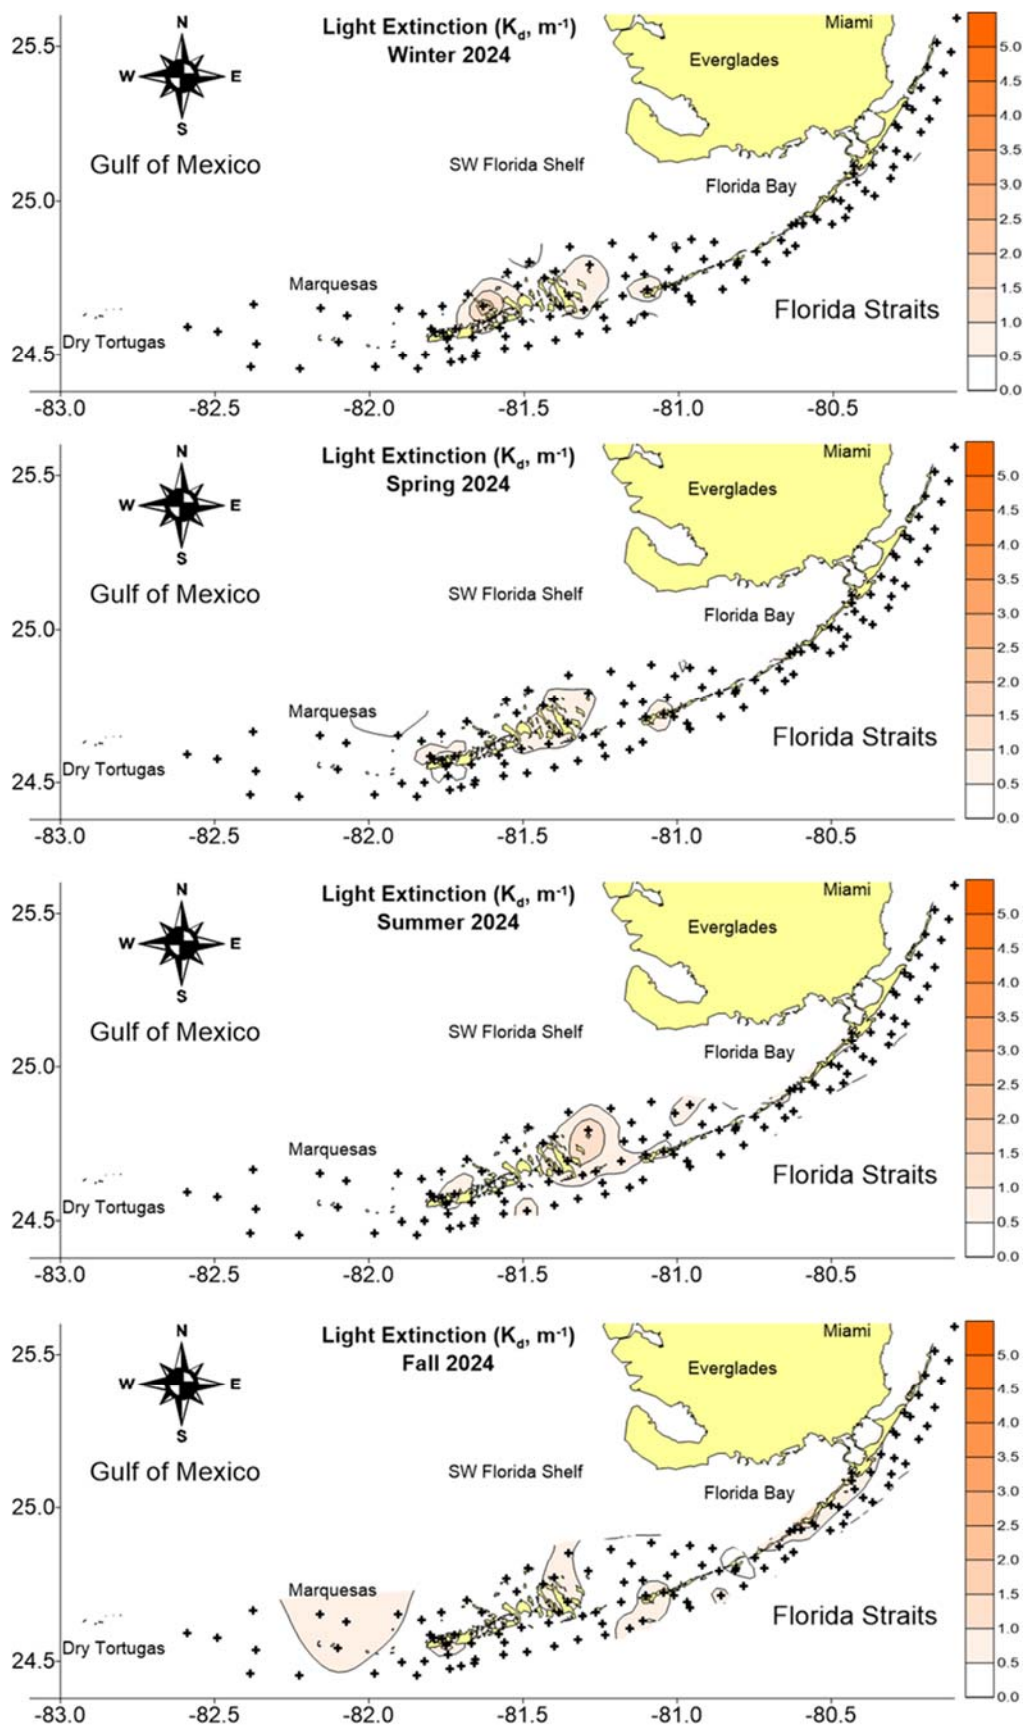 Light Extinction (Kd, m-1)
Winter 2024
Miami
Everglades
N
W
E
S
Gulf of Mexico
SW Florida Shelf
Florida Bay
Marquesas
Florida Straits
Dry Tortugas
25.5
25.0
24.5
-83.0 -82.5 -82.0 -81.5 -81.0 -80.5
5.0
4.5
4.0
3.5
3.0
2.5
2.0
1.5
1.0
0.5
0.0
Light Extinction (Kd, m-1)
Spring 2024
Miami
Everglades
N
W
E
S
Gulf of Mexico
SW Florida Shelf
Florida Bay
Marquesas
Florida Straits
Dry Tortugas
25.5
25.0
24.5
-83.0 -82.5 -82.0 -81.5 -81.0 -80.5
5.0
4.5
4.0
3.5
3.0
2.5
2.0
1.5
1.0
0.5
0.0
Light Extinction (Kd, m-1)
Summer 2024
Miami
Everglades
N
W
E
S
Gulf of Mexico
SW Florida Shelf
Florida Bay
Marquesas
Florida Straits
Dry Tortugas
25.5
25.0
24.5
-83.0 -82.5 -82.0 -81.5 -81.0 -80.5
5.0
4.5
4.0
3.5
3.0
2.5
2.0
1.5
1.0
0.5
0.0
Light Extinction (Kd, m-1)
Fall 2024
Miami
Everglades
N
W
E
S
Gulf of Mexico
SW Florida Shelf
Florida Bay
Marquesas
Florida Straits
Dry Tortugas
25.5
25.0
24.5
-83.0 -82.5 -82.0 -81.5 -81.0 -80.5
5.0
4.5
4.0
3.5
3.0
2.5
2.0
1.5
1.0
0.5
0.0